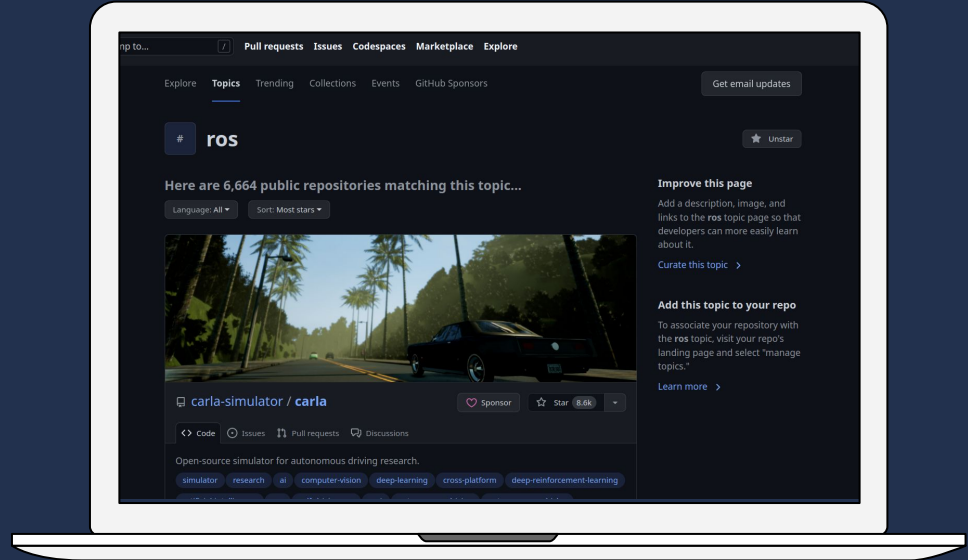 mp to... / Pull requests Issues Codespaces Marketplace Explore
Explore Topics Trending Collections Events GitHub Sponsors Get email updates
# ros Unstar
Here are 6,664 public repositories matching this topic...
Language: All Sort: Most stars
carla-simulator / carla Sponsor Star 8.6k
Code Issues Pull requests Discussions
Open-source simulator for autonomous driving research.
simulator research ai computer-vision deep-learning cross-platform deep-reinforcement-learning
Improve this page
Add a description, image, and
links to the ros topic page so that
developers can more easily learn
about it.
Curate this topic
Add this topic to your repo
To associate your repository with
the ros topic, visit your repo's
landing page and select "manage
topics."
Learn more